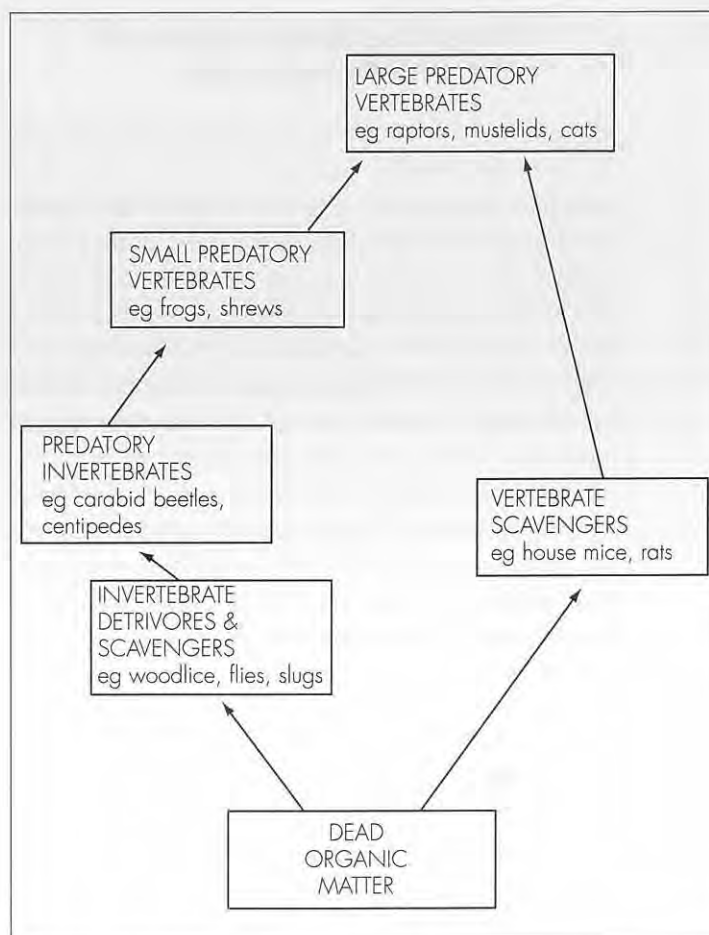 LARGE PREDATORY
VERTEBRATES
eg raptors, mustelids, cats
SMALL PREDATORY
VERTEBRATES
eg frogs, shrews
PREDATORY
INVERTEBRATES
eg carabid beetles,
centipedes
VERTEBRATE
SCAVENGERS
eg house mice, rats
INVERTEBRATE
DETRIVORES &
SCAVENGERS
eg woodlice, flies, slugs
DEAD
ORGANIC
MATTER